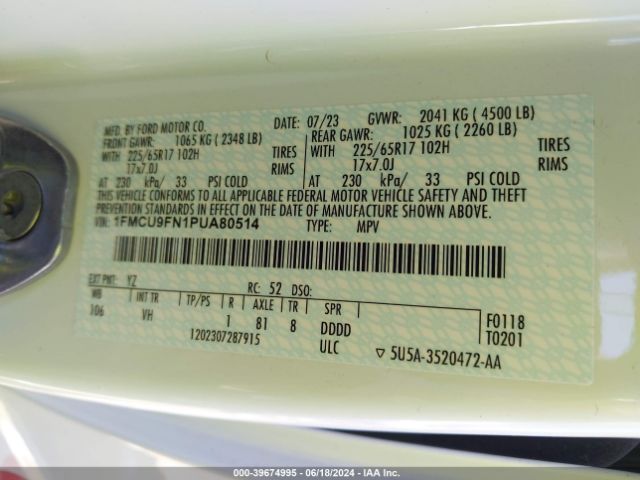 MFD. BY FORD MOTOR CO.
DATE: 07/23 GVWR: 2041 KG ( 4500 LB)
FRONT GAWR: 1065 KG ( 2348 LB)
REAR GAWR: 1025 KG ( 2260 LB)
WITH 225/65R17 102H TIRES
WITH 225/65R17 102H TIRES
17x7.0J RIMS
17x7.0J RIMS
AT 230 kPa/ 33 PSI COLD
AT 230 kPa/ 33 PSI COLD
THIS VEHICLE CONFORMS TO ALL APPLICABLE FEDERAL MOTOR VEHICLE SAFETY AND THEFT
PREVENTION STANDARDS IN EFFECT ON THE DATE OF MANUFACTURE SHOWN ABOVE.
VIN: 1FMCU9FN1PUA80514 TYPE: MPV
EXT PNT: YZ RC: 52 DSO:
WB INT TR TP/PS R AXLE TR SPR
106 VH 1 81 8 DDDD
F0118
T0201
1202307287915 ULC ▽ 5U5A-3520472-AA
000-39674995 - 06/18/2024 - IAA Inc.